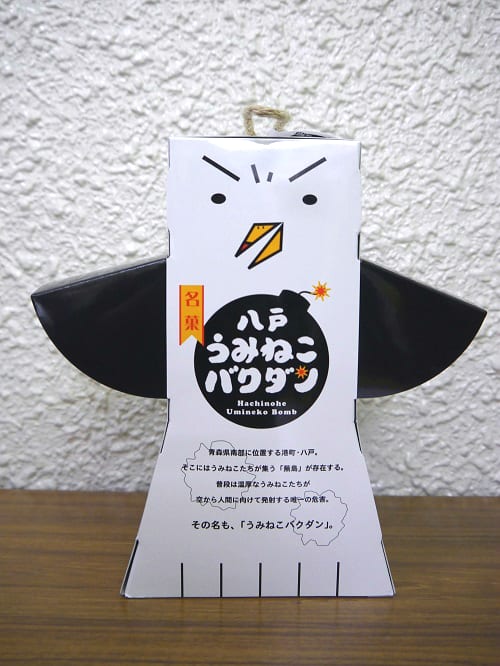 名菓
八戸
うみねこ
バクダン
Hachinohe
Umineko Bomb
青森県南部に位置する港町・八戸。
そこにはうみねこたちが集う「蕪島」が存在する。
普段は温厚なうみねこたちが
空から人間に向けて発射する唯一の危害。
その名も、「うみねこバクダン」。